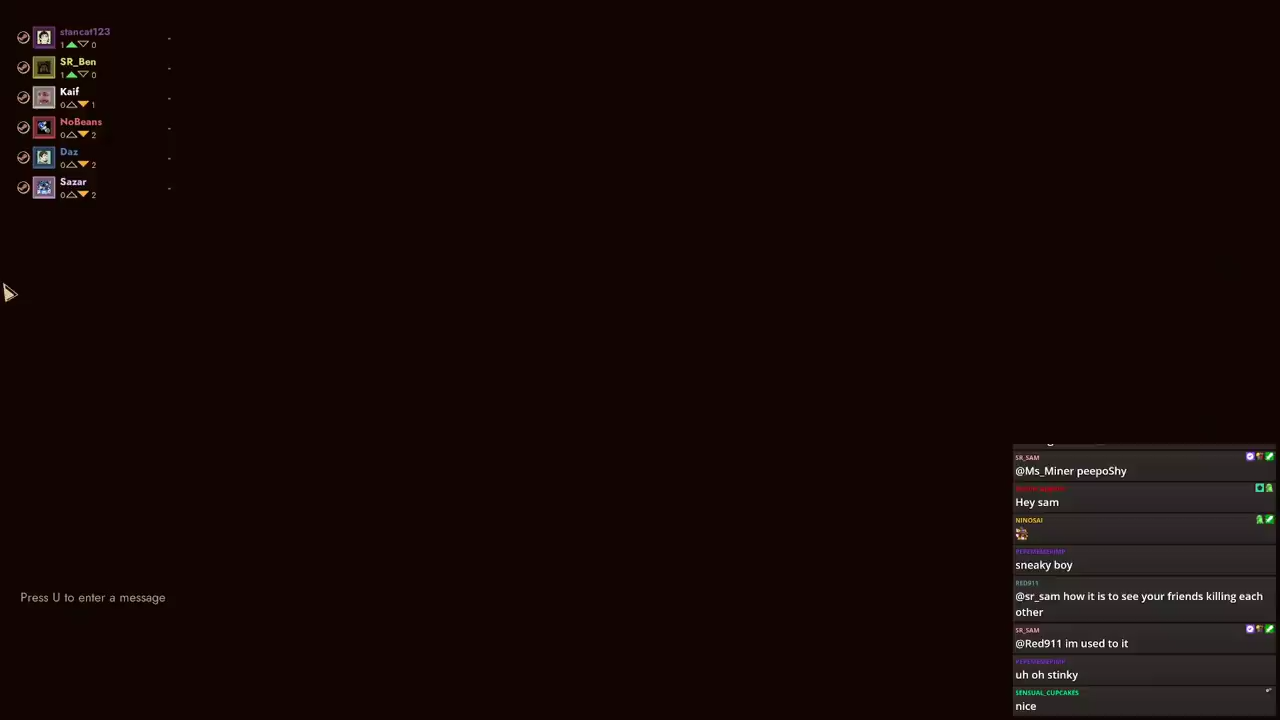 stancat123
1 0
SR_Ben
1 0
Kaif
0 1
NoBeans
0 2
Daz
0 2
Sazar
0 2
Press U to enter a message
SR_SAM
@Ms_Miner peepoShy
Hey sam
NINOSAI
sneaky boy
RED911
@sr_sam how it is to see your friends killing each
other
SR_SAM
@Red911 im used to it
uh oh stinky
SENSUAL_CUPCAKES
nice